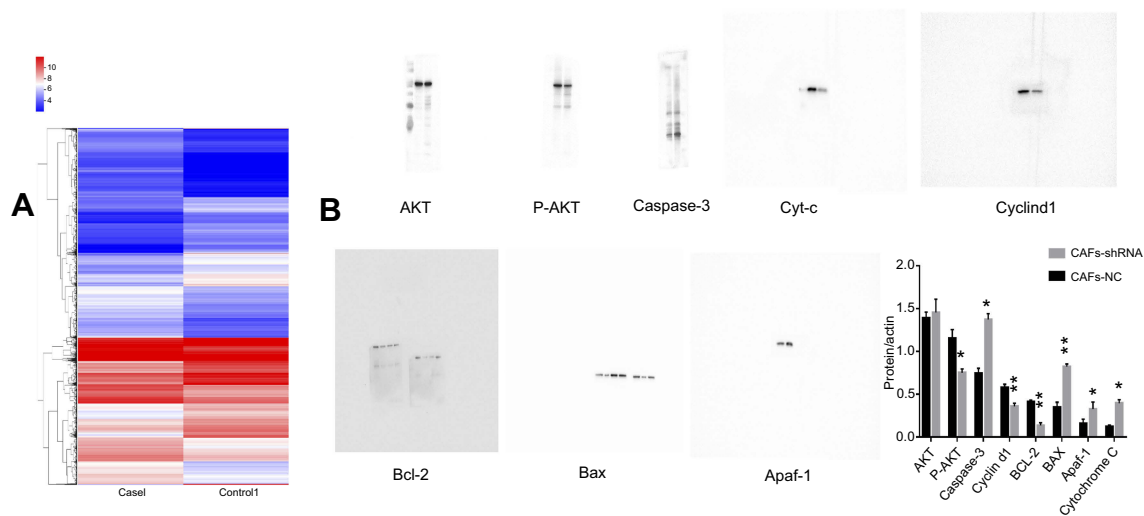 10
8
6
4
A
Casel
Control1
B
AKT
P-AKT
Caspase-3
Cyt-c
Cyclind1
Bcl-2
Bax
Apaf-1
CAFs-shRNA
CAFs-NC
Protein/actin
2.0
1.5
1.0
0.5
0.0
*
*
**
**
**
*
*
AKT
P-AKT
Caspase-3
Cyclin d1
BCL-2
BAX
Apaf-1
Cytochrome C